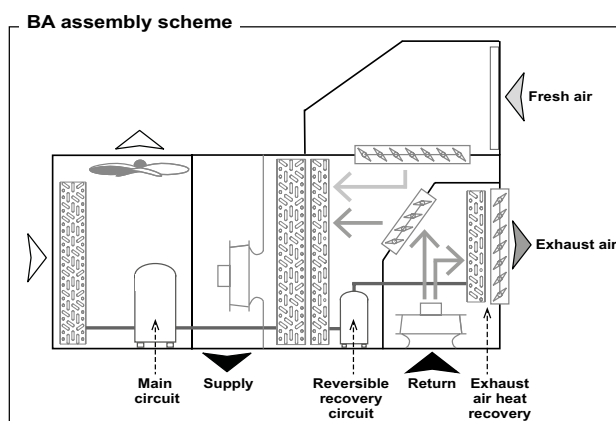 BA assembly scheme
Fresh air
Exhaust air
Main
circuit
Supply
Reversible
recovery
circuit
Return
Exhaust
air heat
recovery